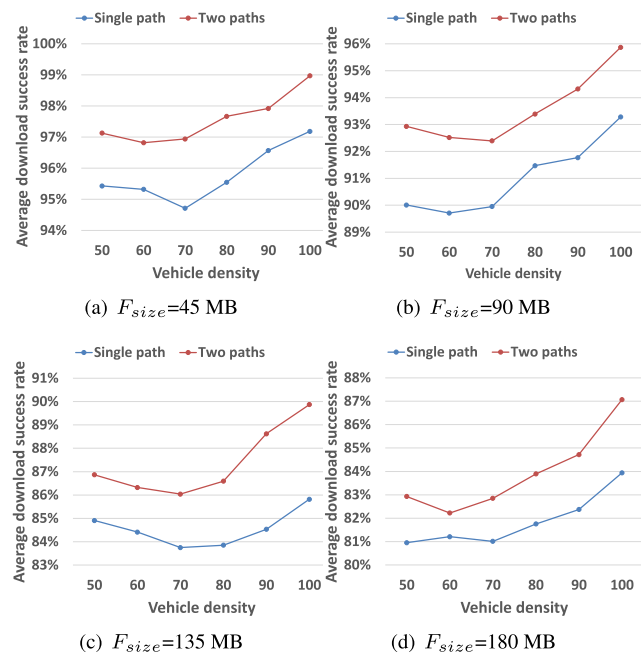 Single path Two paths
Average download success rate
100%
99%
98%
97%
96%
95%
94%
50 60 70 80 90 100
Vehicle density
(a) Fsize=45 MB
Single path Two paths
Average download success rate
96%
95%
94%
93%
92%
91%
90%
89%
50 60 70 80 90 100
Vehicle density
(b) Fsize=90 MB
Single path Two paths
Average download success rate
91%
90%
89%
88%
87%
86%
85%
84%
83%
50 60 70 80 90 100
Vehicle density
(c) Fsize=135 MB
Single path Two paths
Average download success rate
88%
87%
86%
85%
84%
83%
82%
81%
80%
50 60 70 80 90 100
Vehicle density
(d) Fsize=180 MB